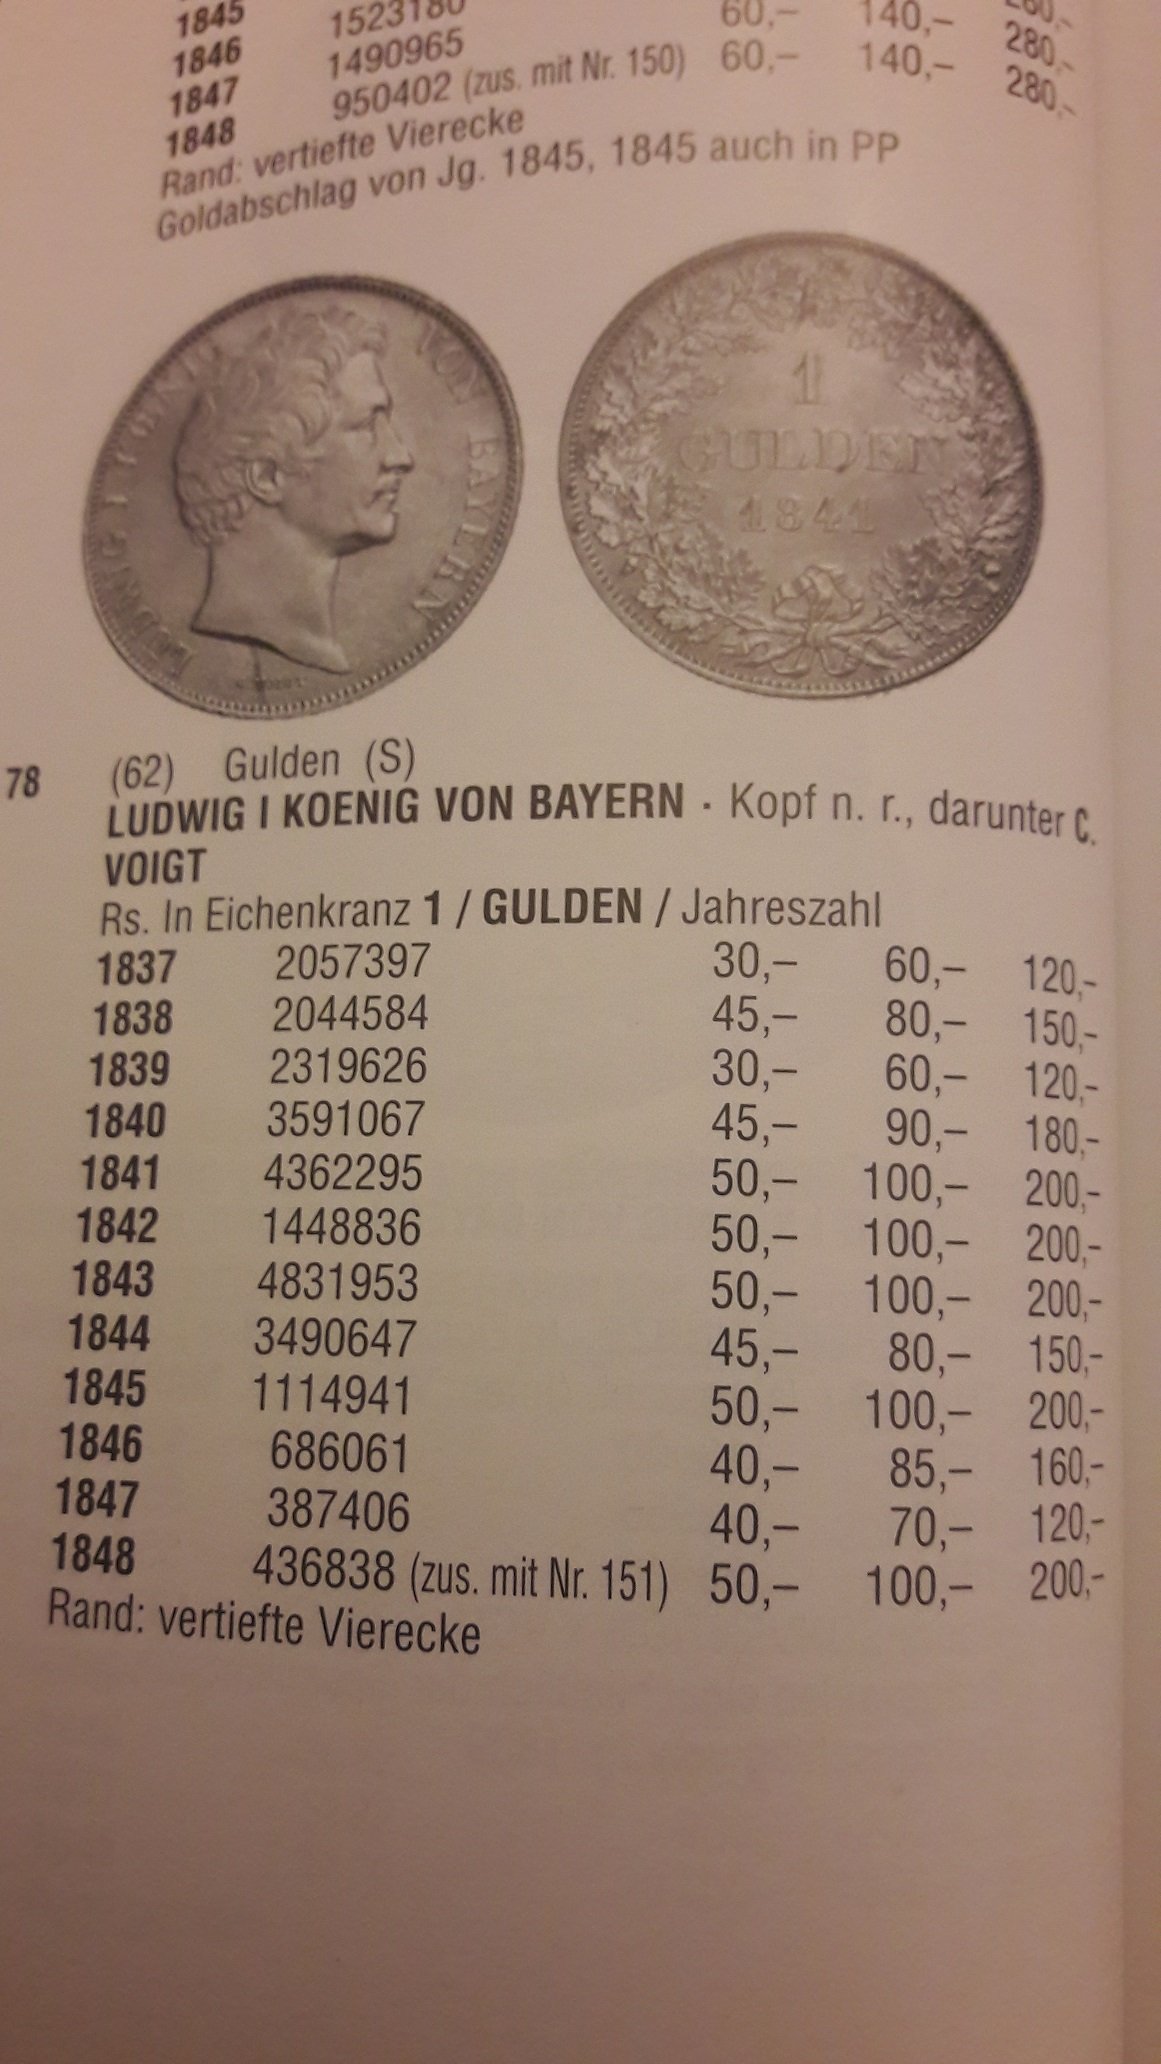 1845 1523180 60,– 140,– 280,–
1846 1490965 60,– 140,– 280,–
1847 950402 (zus. mit Nr. 150) 280,–
1848
Rand: vertiefte Vierecke
Goldabschlag von Jg. 1845, 1845 auch in PP
LUDWIG I KOENIG VON BAYERN
1
GULDEN
1841
78 (62) Gulden (S)
LUDWIG I KOENIG VON BAYERN · Kopf n. r., darunter C.
VOIGT
Rs. In Eichenkranz 1 / GULDEN / Jahreszahl
1837 2057397 30,– 60,– 120,–
1838 2044584 45,– 80,– 150,–
1839 2319626 30,– 60,– 120,–
1840 3591067 45,– 90,– 180,–
1841 4362295 50,– 100,– 200,–
1842 1448836 50,– 100,– 200,–
1843 4831953 50,– 100,– 200,–
1844 3490647 45,– 80,– 150,–
1845 1114941 50,– 100,– 200,–
1846 686061 40,– 85,– 160,–
1847 387406 40,– 70,– 120,–
1848 436838 (zus. mit Nr. 151) 50,– 100,– 200,–
Rand: vertiefte Vierecke